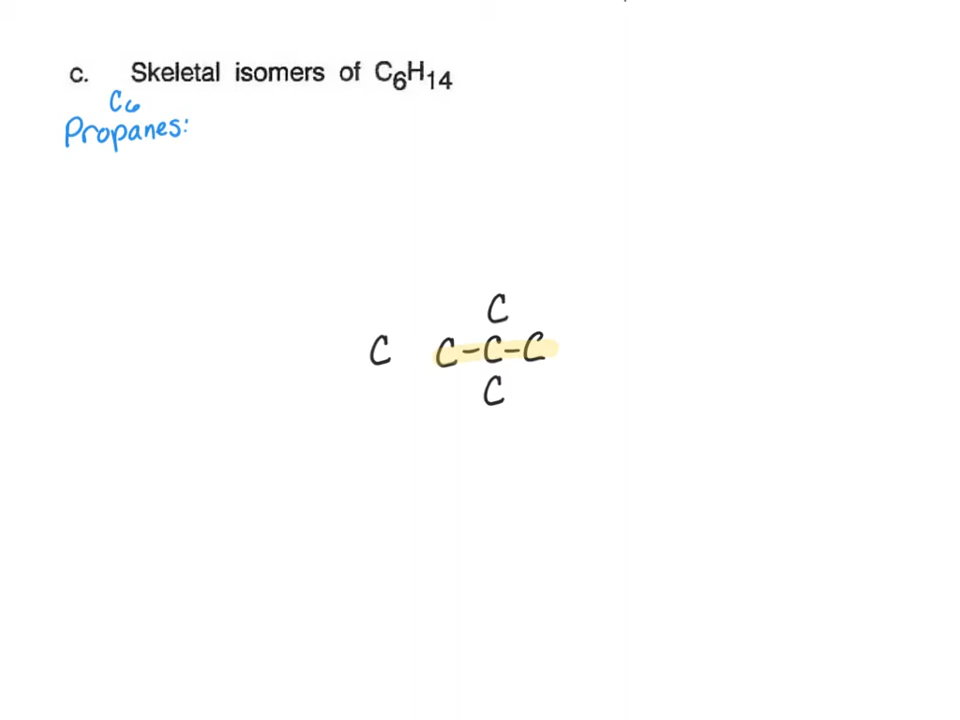 c. Skeletal isomers of C6H14
C6
Propanes:
C
C C-C-C
C